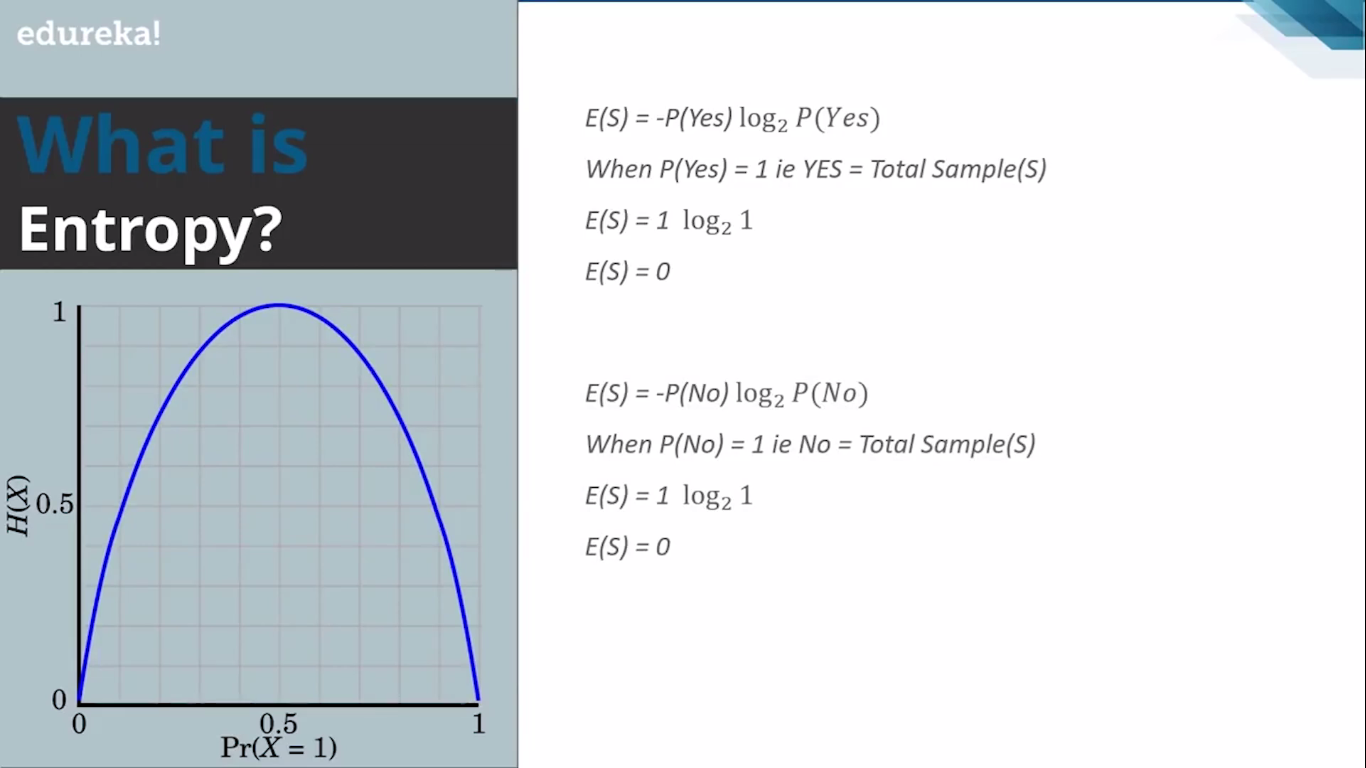 edureka!
What is
Entropy?
1
H(X)
0.5
0
0
0.5
1
Pr(X = 1)
E(S) = -P(Yes) log₂ P(Yes)
When P(Yes) = 1 ie YES = Total Sample(S)
E(S) = 1 log₂ 1
E(S) = 0
E(S) = -P(No) log₂ P(No)
When P(No) = 1 ie No = Total Sample(S)
E(S) = 1 log₂ 1
E(S) = 0